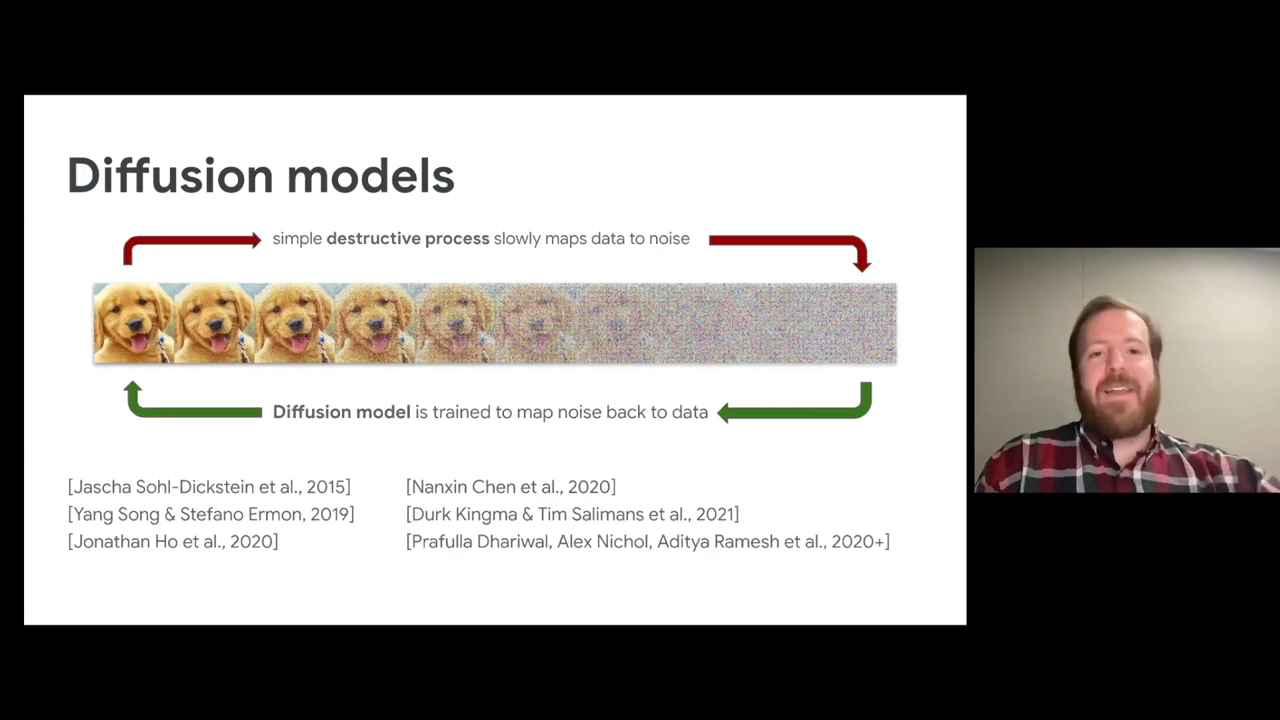 Diffusion models
simple destructive process slowly maps data to noise
Diffusion model is trained to map noise back to data
[Jascha Sohl-Dickstein et al., 2015]
[Yang Song & Stefano Ermon, 2019]
[Jonathan Ho et al., 2020]
[Nanxin Chen et al., 2020]
[Durk Kingma & Tim Salimans et al., 2021]
[Prafulla Dhariwal, Alex Nichol, Aditya Ramesh et al., 2020+]